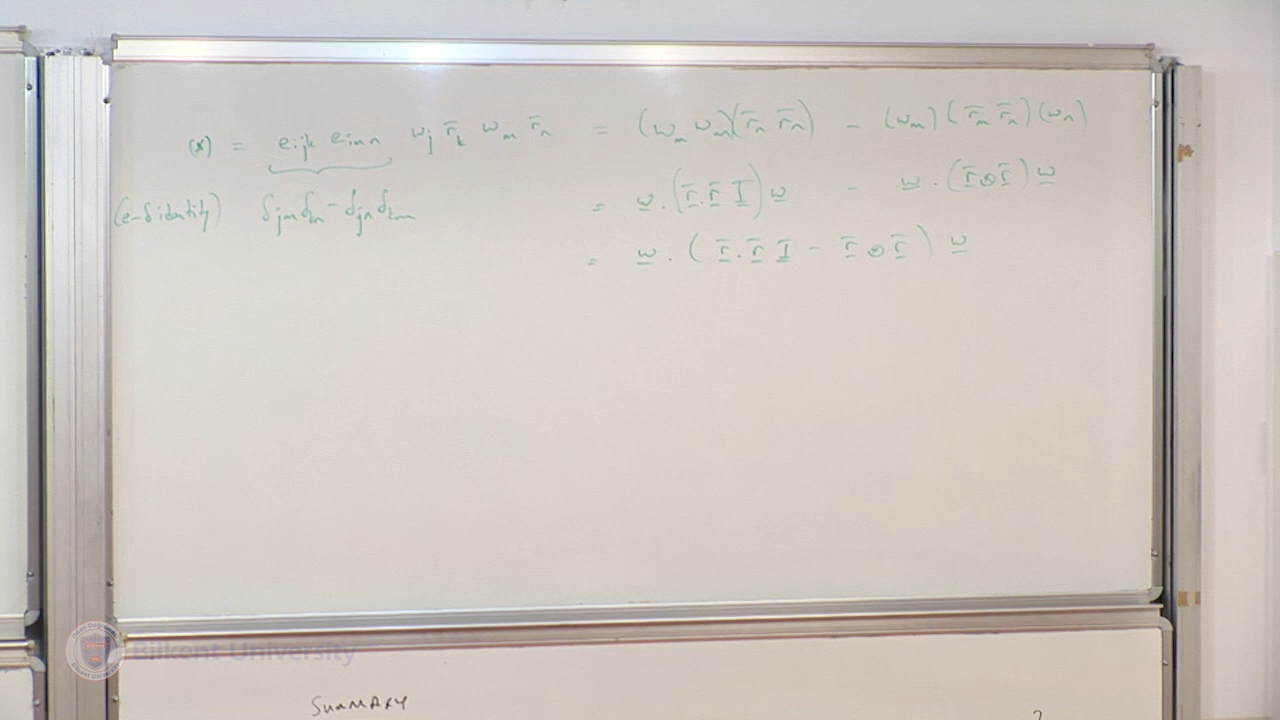 (*) = e_ijk e_imn ω_j r̄_k ω_m r̄_n = (ω_m ω_m)(r̄_n r̄_n) - (ω_m)(r̄_m r̄_n)(ω_n)
(e-δ identity) δ_jm δ_kn - δ_jn δ_km = ω . (r̄ . r̄ I) ω - ω . (r̄ ⊗ r̄) ω
= ω . ( r̄ . r̄ I - r̄ ⊗ r̄ ) ω
Bilkent University
SUMMARY